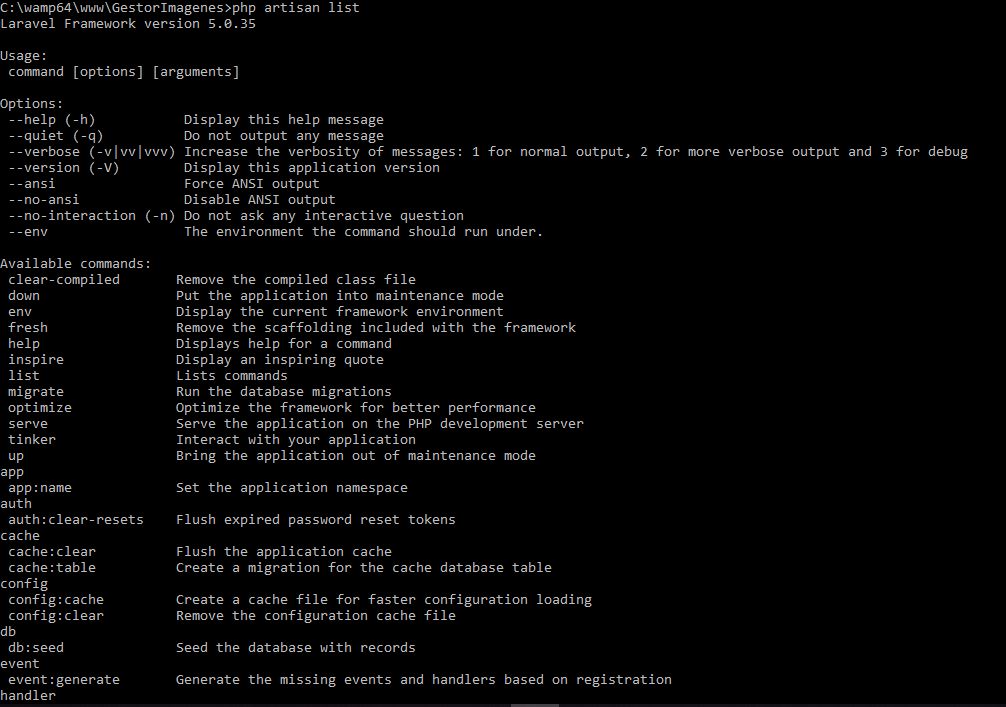 C:\wamp64\www\GestorImagenes>php artisan list
Laravel Framework version 5.0.35

Usage:
 command [options] [arguments]

Options:
 --help (-h)           Display this help message
 --quiet (-q)          Do not output any message
 --verbose (-v|vv|vvv) Increase the verbosity of messages: 1 for normal output, 2 for more verbose output and 3 for debug
 --version (-V)        Display this application version
 --ansi                Force ANSI output
 --no-ansi             Disable ANSI output
 --no-interaction (-n) Do not ask any interactive question
 --env                 The environment the command should run under.

Available commands:
 clear-compiled       Remove the compiled class file
 down                 Put the application into maintenance mode
 env                  Display the current framework environment
 fresh                Remove the scaffolding included with the framework
 help                 Displays help for a command
 inspire              Display an inspiring quote
 list                 Lists commands
 migrate              Run the database migrations
 optimize             Optimize the framework for better performance
 serve                Serve the application on the PHP development server
 tinker               Interact with your application
 up                   Bring the application out of maintenance mode
app
 app:name             Set the application namespace
auth
 auth:clear-resets    Flush expired password reset tokens
cache
 cache:clear          Flush the application cache
 cache:table          Create a migration for the cache database table
config
 config:cache         Create a cache file for faster configuration loading
 config:clear         Remove the configuration cache file
db
 db:seed              Seed the database with records
event
 event:generate       Generate the missing events and handlers based on registration
handler